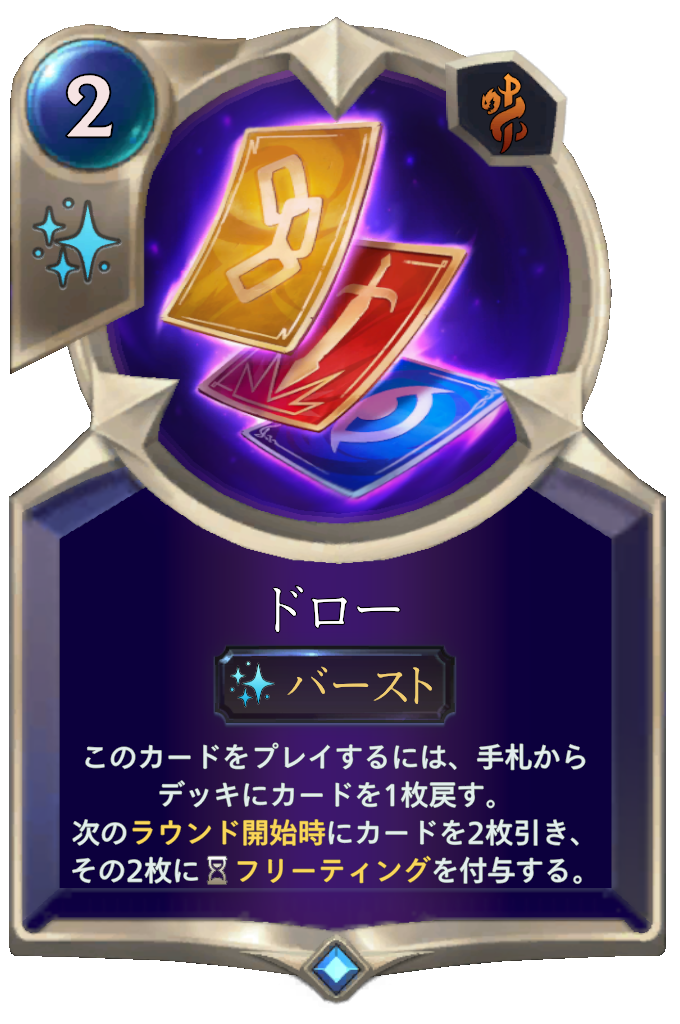 2
ドロー
バースト
このカードをプレイするには、手札から
デッキにカードを1枚戻す。
次のラウンド開始時にカードを2枚引き、
その2枚にフリーティングを付与する。